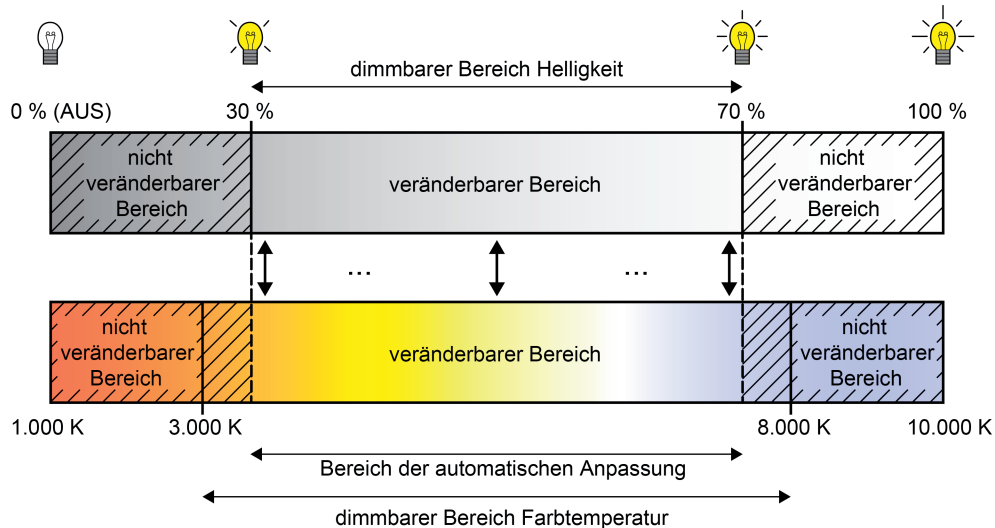 dimmbarer Bereich Helligkeit
0 % (AUS) 30 % 70 % 100 %
nicht
veränderbarer
Bereich
veränderbarer Bereich
nicht
veränderbarer
Bereich
... ...
nicht
veränderbarer
Bereich
veränderbarer Bereich
nicht
veränderbarer
Bereich
1.000 K 3.000 K 8.000 K 10.000 K
Bereich der automatischen Anpassung
dimmbarer Bereich Farbtemperatur